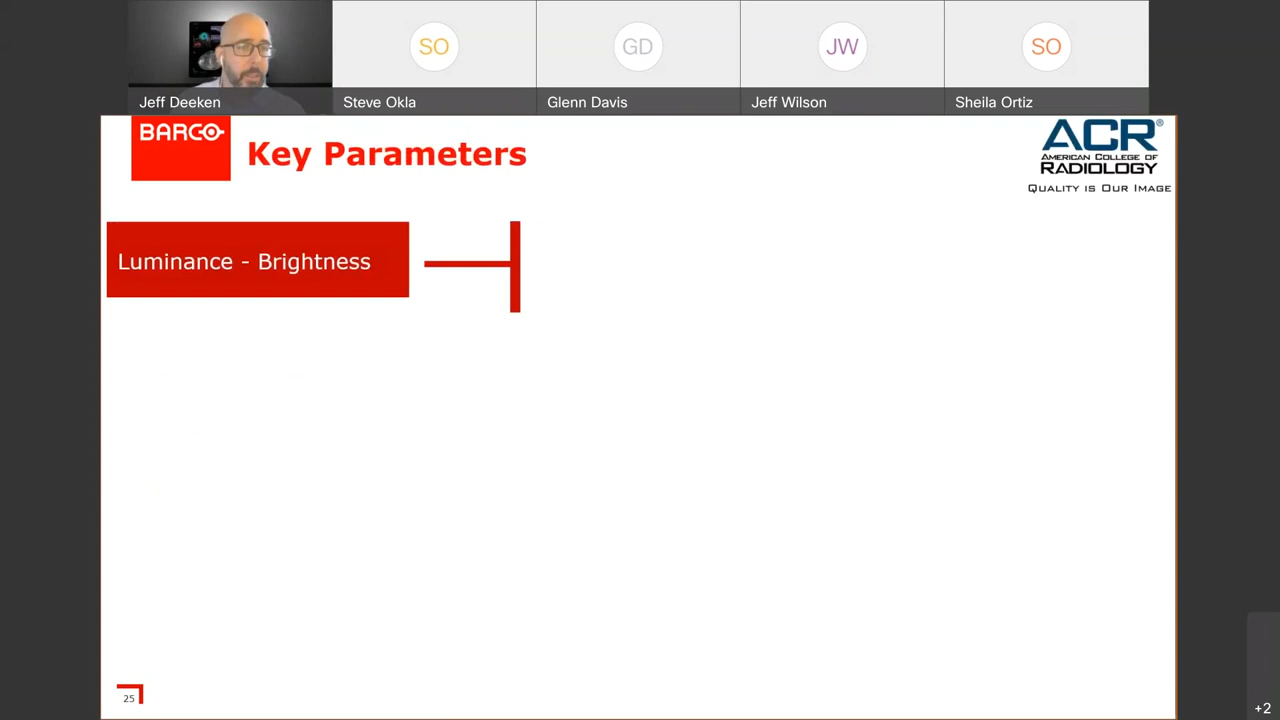 SO
GD
JW
SO
Jeff Deeken
Steve Okla
Glenn Davis
Jeff Wilson
Sheila Ortiz
BARCO
Key Parameters
ACR®
AMERICAN COLLEGE OF
RADIOLOGY
QUALITY IS OUR IMAGE
Luminance - Brightness
25
+2